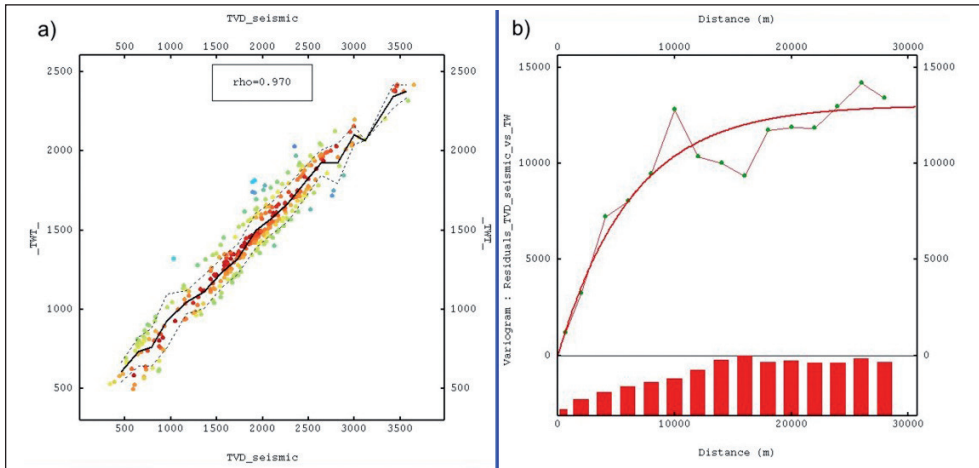 a)
TVD_seismic
500 1000 1500 2000 2500 3000 3500
2500 2500
rho=0.970
2000 2000
_TWT_ 1500 1500 _TWT_
1000 1000
500 500
500 1000 1500 2000 2500 3000 3500
TVD_seismic
b)
Distance (m)
0 10000 20000 30000
15000 15000
10000 10000
5000 5000
0 0
Variogram : Residuals_TVD_seismic_vs_TW
0 10000 20000 30000
Distance (m)